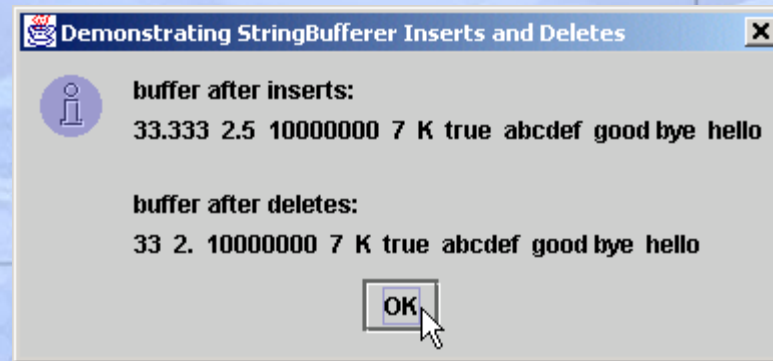 Demonstrating StringBufferer Inserts and Deletes
buffer after inserts:
33.333  2.5  10000000  7  K  true  abcdef  good bye  hello
buffer after deletes:
33  2.  10000000  7  K  true  abcdef  good bye  hello
OK